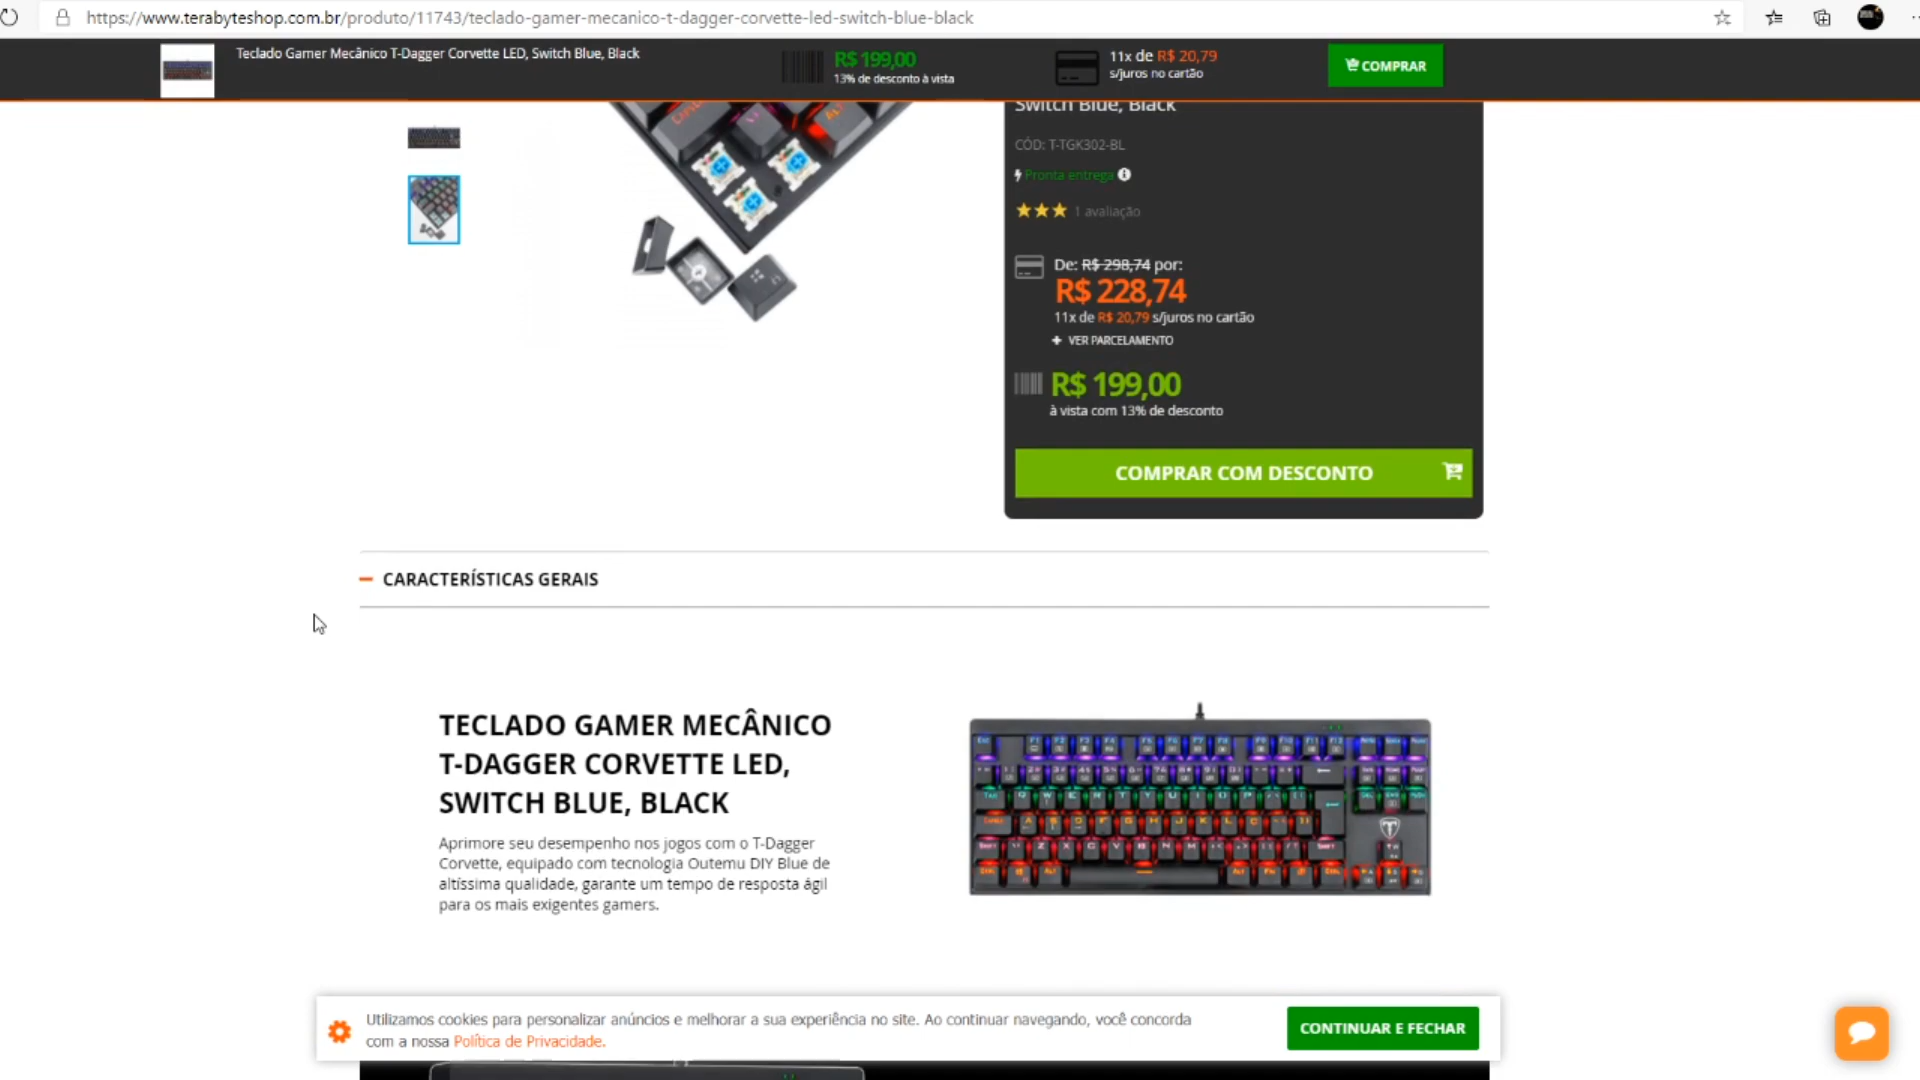 https://www.terabyteshop.com.br/produto/11743/teclado-gamer-mecanico-t-dagger-corvette-led-switch-blue-black
Teclado Gamer Mecânico T-Dagger Corvette LED, Switch Blue, Black
R$ 199,00
13% de desconto à vista
11x de R$ 20,79
s/juros no cartão
COMPRAR
Switch Blue, Black
CÓD: T-TGK302-BL
Pronta entrega
1 avaliação
De: R$ 298,74 por:
R$ 228,74
11x de R$ 20,79 s/juros no cartão
+ VER PARCELAMENTO
R$ 199,00
à vista com 13% de desconto
COMPRAR COM DESCONTO
CARACTERÍSTICAS GERAIS
TECLADO GAMER MECÂNICO
T-DAGGER CORVETTE LED,
SWITCH BLUE, BLACK
Aprimore seu desempenho nos jogos com o T-Dagger
Corvette, equipado com tecnologia Outemu DIY Blue de
altíssima qualidade, garante um tempo de resposta ágil
para os mais exigentes gamers.
Utilizamos cookies para personalizar anúncios e melhorar a sua experiência no site. Ao continuar navegando, você concorda
com a nossa Política de Privacidade.
CONTINUAR E FECHAR